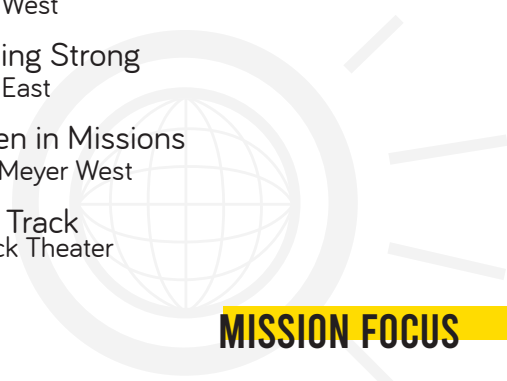 West
ing Strong
East
en in Missions
Meyer West
Track
ck Theater
MISSION FOCUS